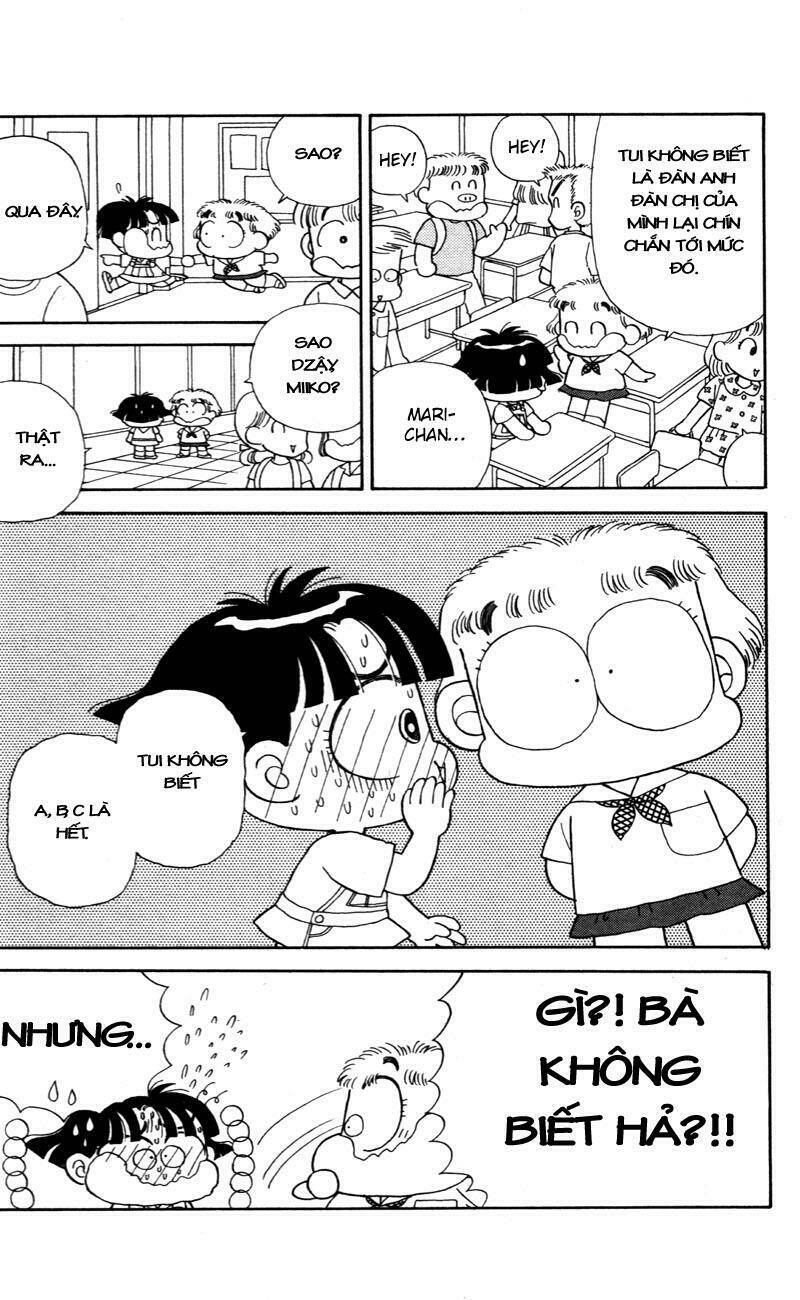 TUI KHÔNG BIẾT
LÀ ĐÀN ANH
ĐÀN CHỊ CỦA
MÌNH LẠI CHÍN
CHẮN TỚI MỨC
ĐÓ.
HEY!
HEY!
MARI-
CHAN...
SAO?
QUA ĐÂY.
SAO
DZẬY,
MIIKO?
THẬT
RA...
TUI KHÔNG
BIẾT
A, B, C LÀ
HẾT.
GÌ?! BÀ
KHÔNG
BIẾT HẢ?!!
NHƯNG...